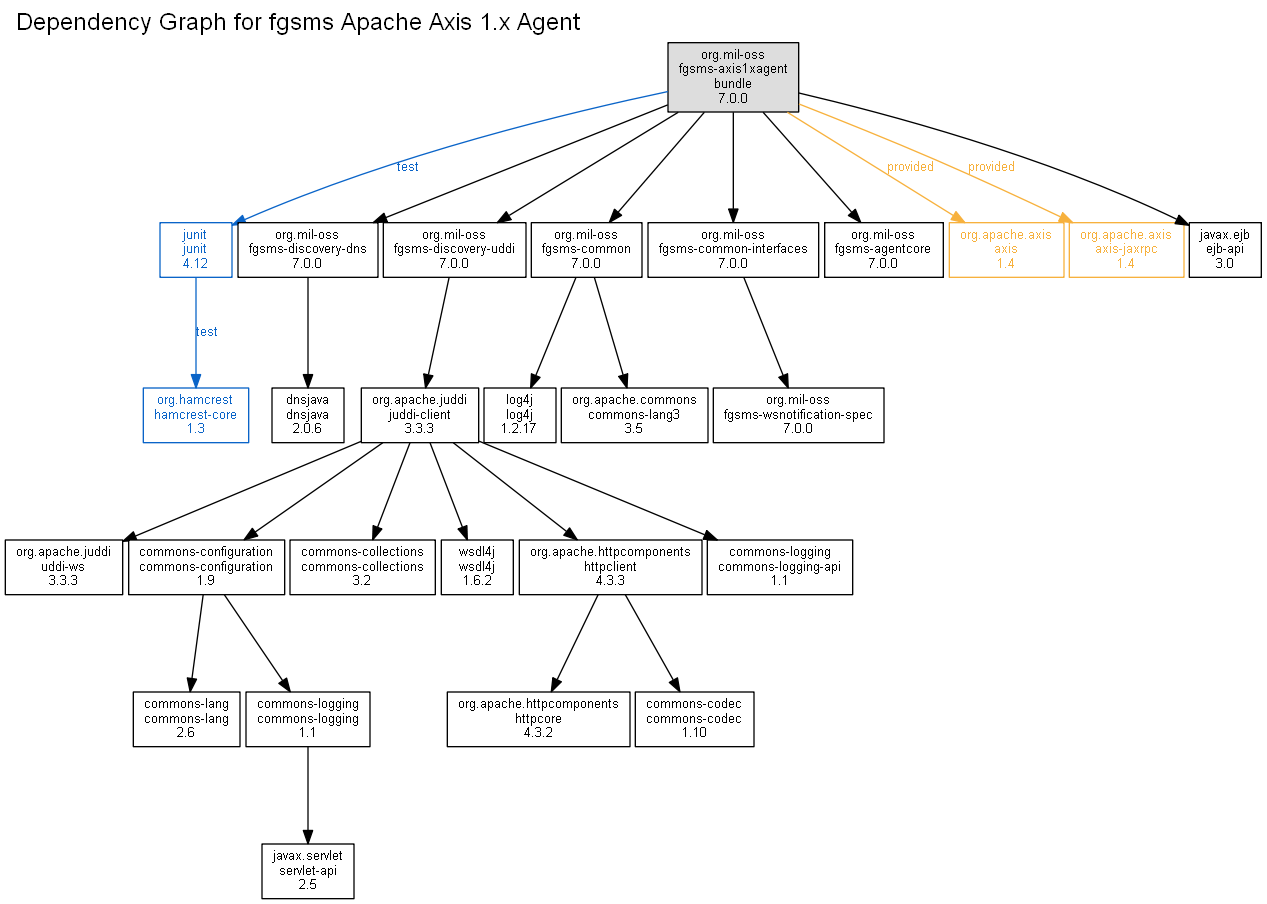 Dependency Graph for fgsms Apache Axis 1.x Agent
org.mil-oss
fgsms-axis1xagent
bundle
7.0.0
test
provided
provided
junit
junit
4.12
org.mil-oss
fgsms-discovery-dns
7.0.0
org.mil-oss
fgsms-discovery-uddi
7.0.0
org.mil-oss
fgsms-common
7.0.0
org.mil-oss
fgsms-common-interfaces
7.0.0
org.mil-oss
fgsms-agentcore
7.0.0
org.apache.axis
axis
1.4
org.apache.axis
axis-jaxrpc
1.4
javax.ejb
ejb-api
3.0
test
org.hamcrest
hamcrest-core
1.3
dnsjava
dnsjava
2.0.6
org.apache.juddi
juddi-client
3.3.3
log4j
log4j
1.2.17
org.apache.commons
commons-lang3
3.5
org.mil-oss
fgsms-wsnotification-spec
7.0.0
org.apache.juddi
uddi-ws
3.3.3
commons-configuration
commons-configuration
1.9
commons-collections
commons-collections
3.2
wsdl4j
wsdl4j
1.6.2
org.apache.httpcomponents
httpclient
4.3.3
commons-logging
commons-logging-api
1.1
commons-lang
commons-lang
2.6
commons-logging
commons-logging
1.1
org.apache.httpcomponents
httpcore
4.3.2
commons-codec
commons-codec
1.10
javax.servlet
servlet-api
2.5